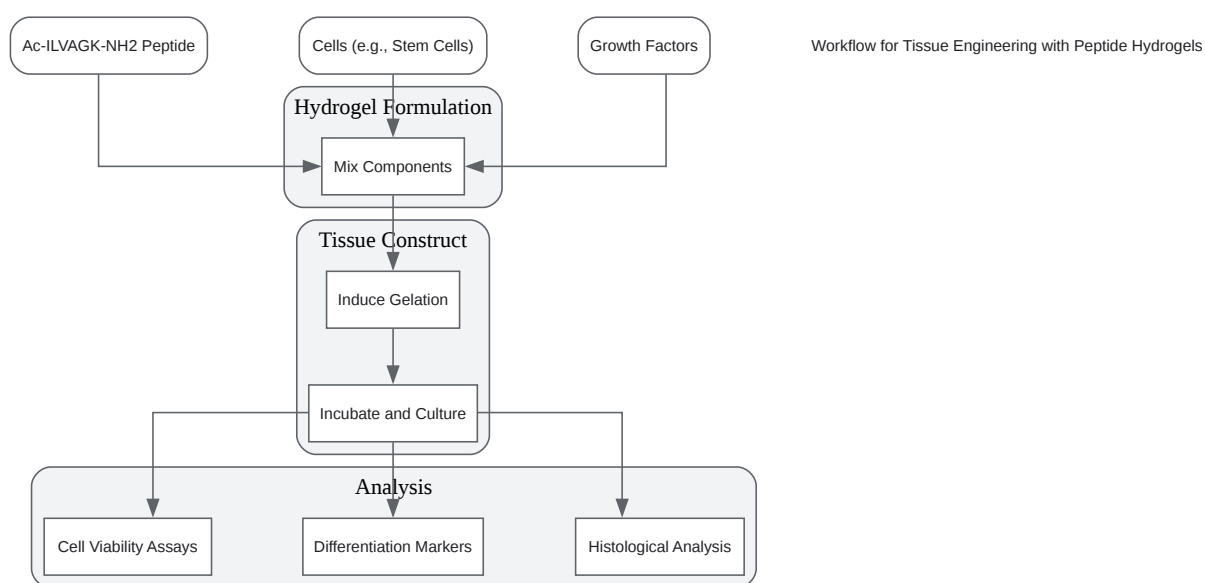 Ac-ILVAGK-NH2 Peptide
Cells (e.g., Stem Cells)
Growth Factors
Workflow for Tissue Engineering with Peptide Hydrogels
Hydrogel Formulation
Mix Components
Tissue Construct
Induce Gelation
Incubate and Culture
Analysis
Cell Viability Assays
Differentiation Markers
Histological Analysis